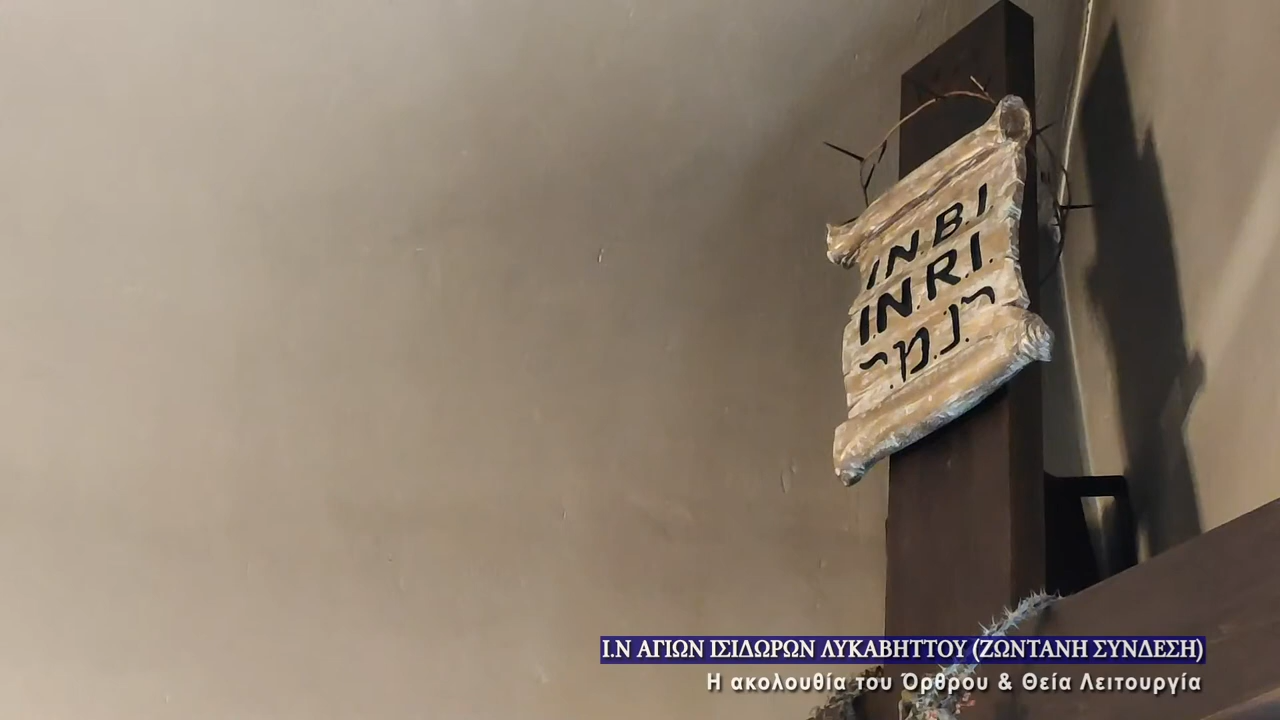 I.N.B.I.
I.N.R.I.
ר.נ.מ.י
Ι.Ν ΑΓΙΩΝ ΙΣΙΔΩΡΩΝ ΛΥΚΑΒΗΤΤΟΥ (ΖΩΝΤΑΝΗ ΣΥΝΔΕΣΗ)
Η ακολουθία του Όρθρου & Θεία Λειτουργία